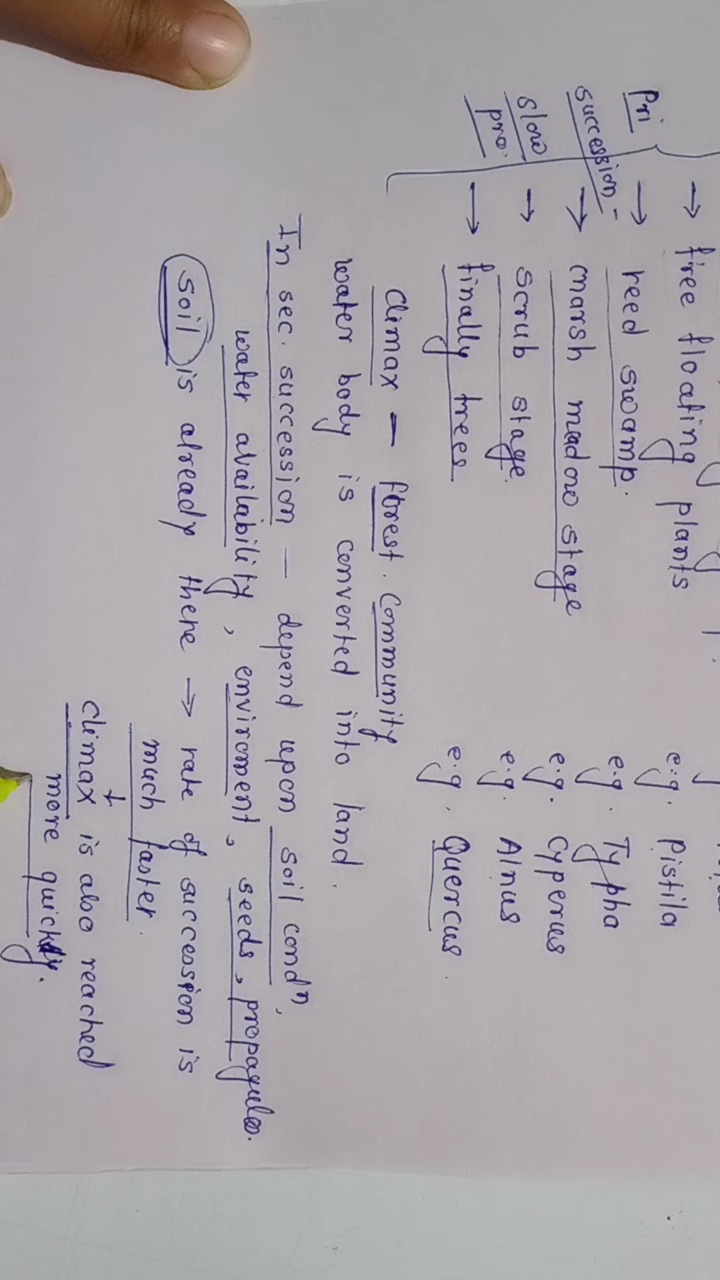 → free floating plants e.g. Pistila
Pri → reed swamp. e.g. Typha
succession - → marsh madow stage e.g. Cyperus
slow → scrub stage. e.g. Alnus
pro. → finally trees e.g. Quercus.
Climax - forest Community
water body is converted into land.
In sec. succession - depend upon soil condⁿ,
water availability, enviroment, seeds, propagules.
soil is already there → rate of succession is
much faster.
↓
climax is also reached
more quickly.